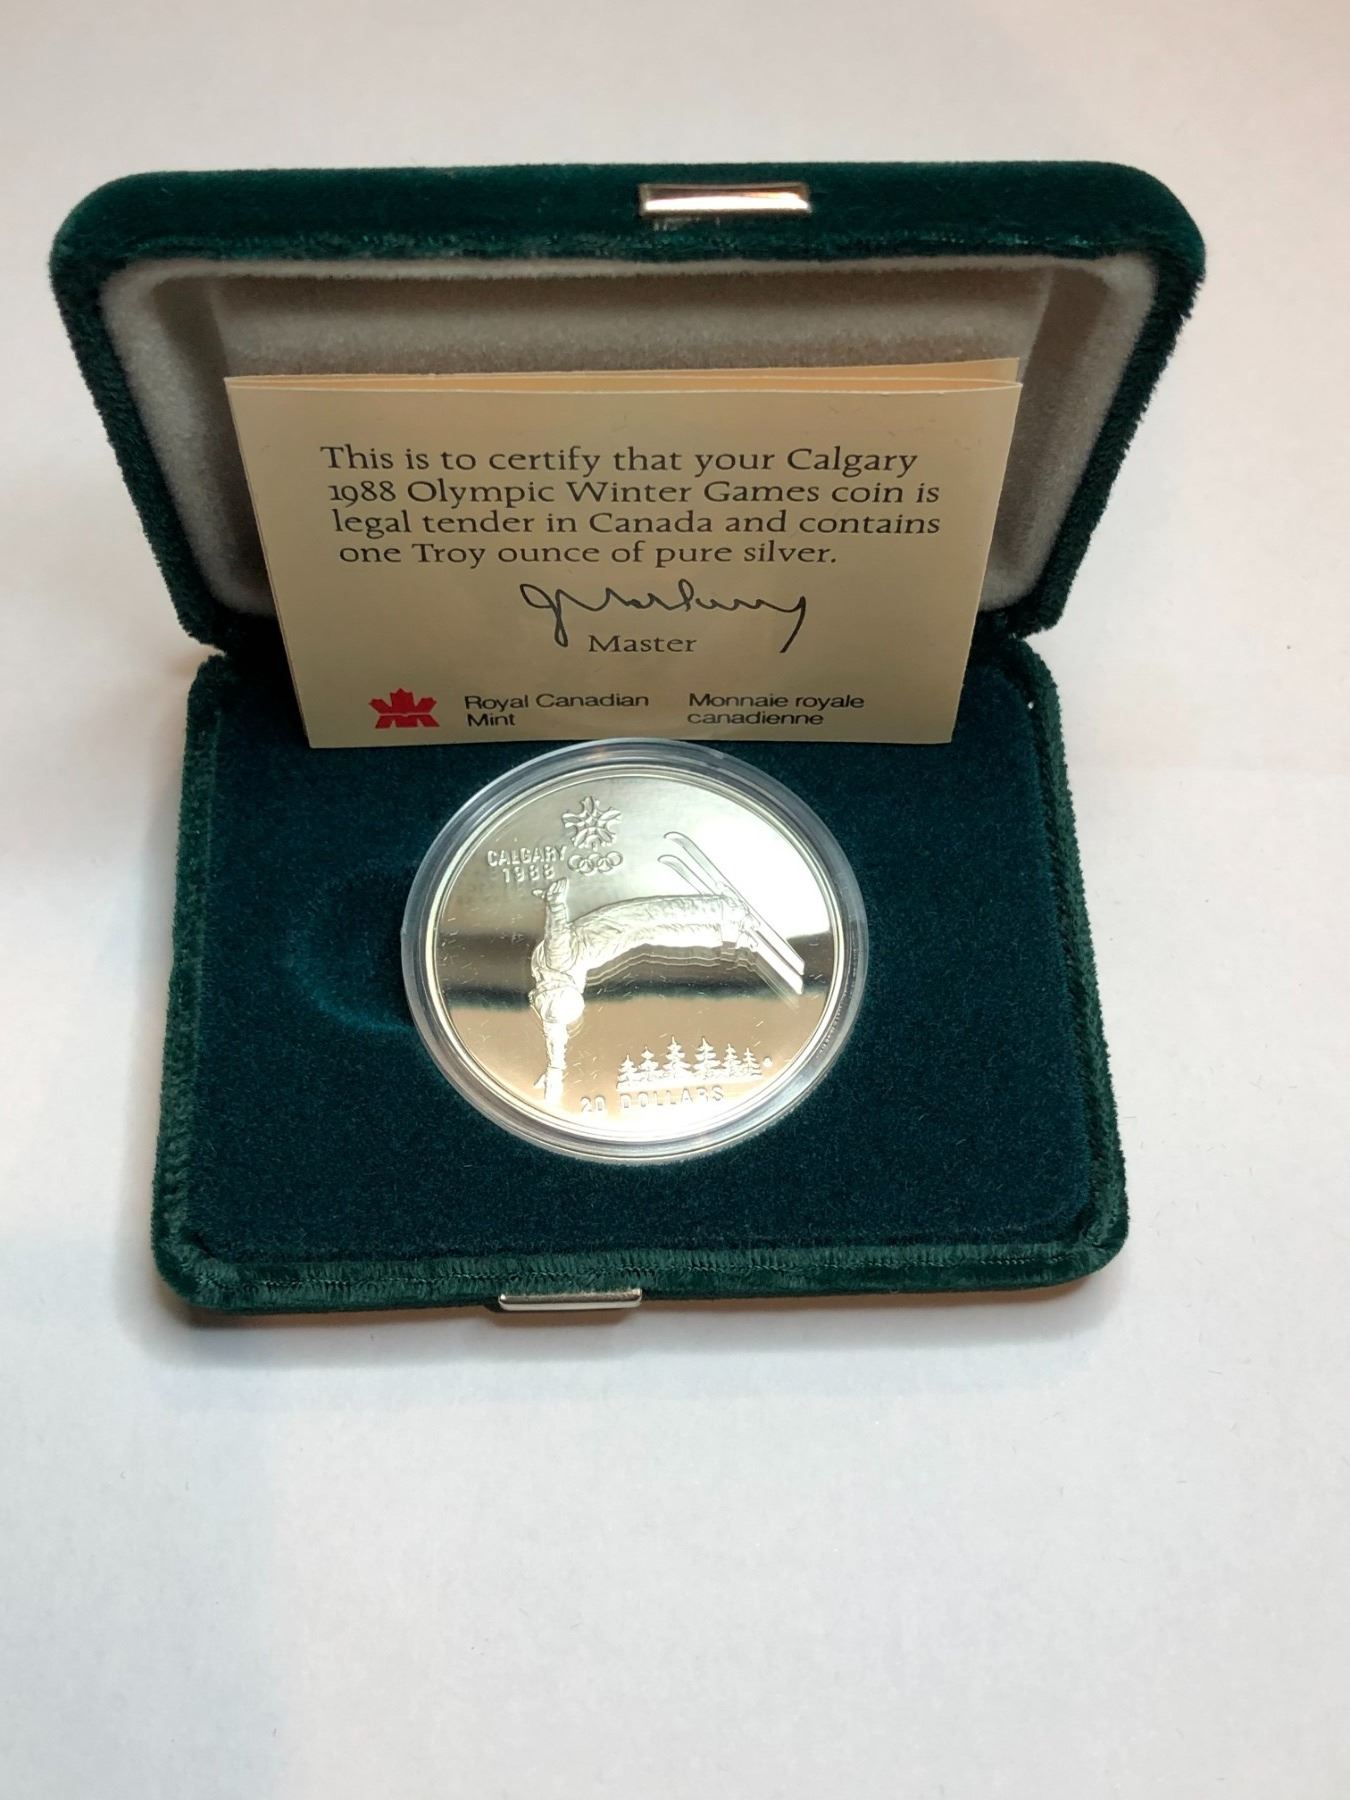 This is to certify that your Calgary
1988 Olympic Winter Games coin is
legal tender in Canada and contains
one Troy ounce of pure silver.
Master
Royal Canadian
Mint
Monnaie royale
canadienne
CALGARY
1988
20 DOLLARS